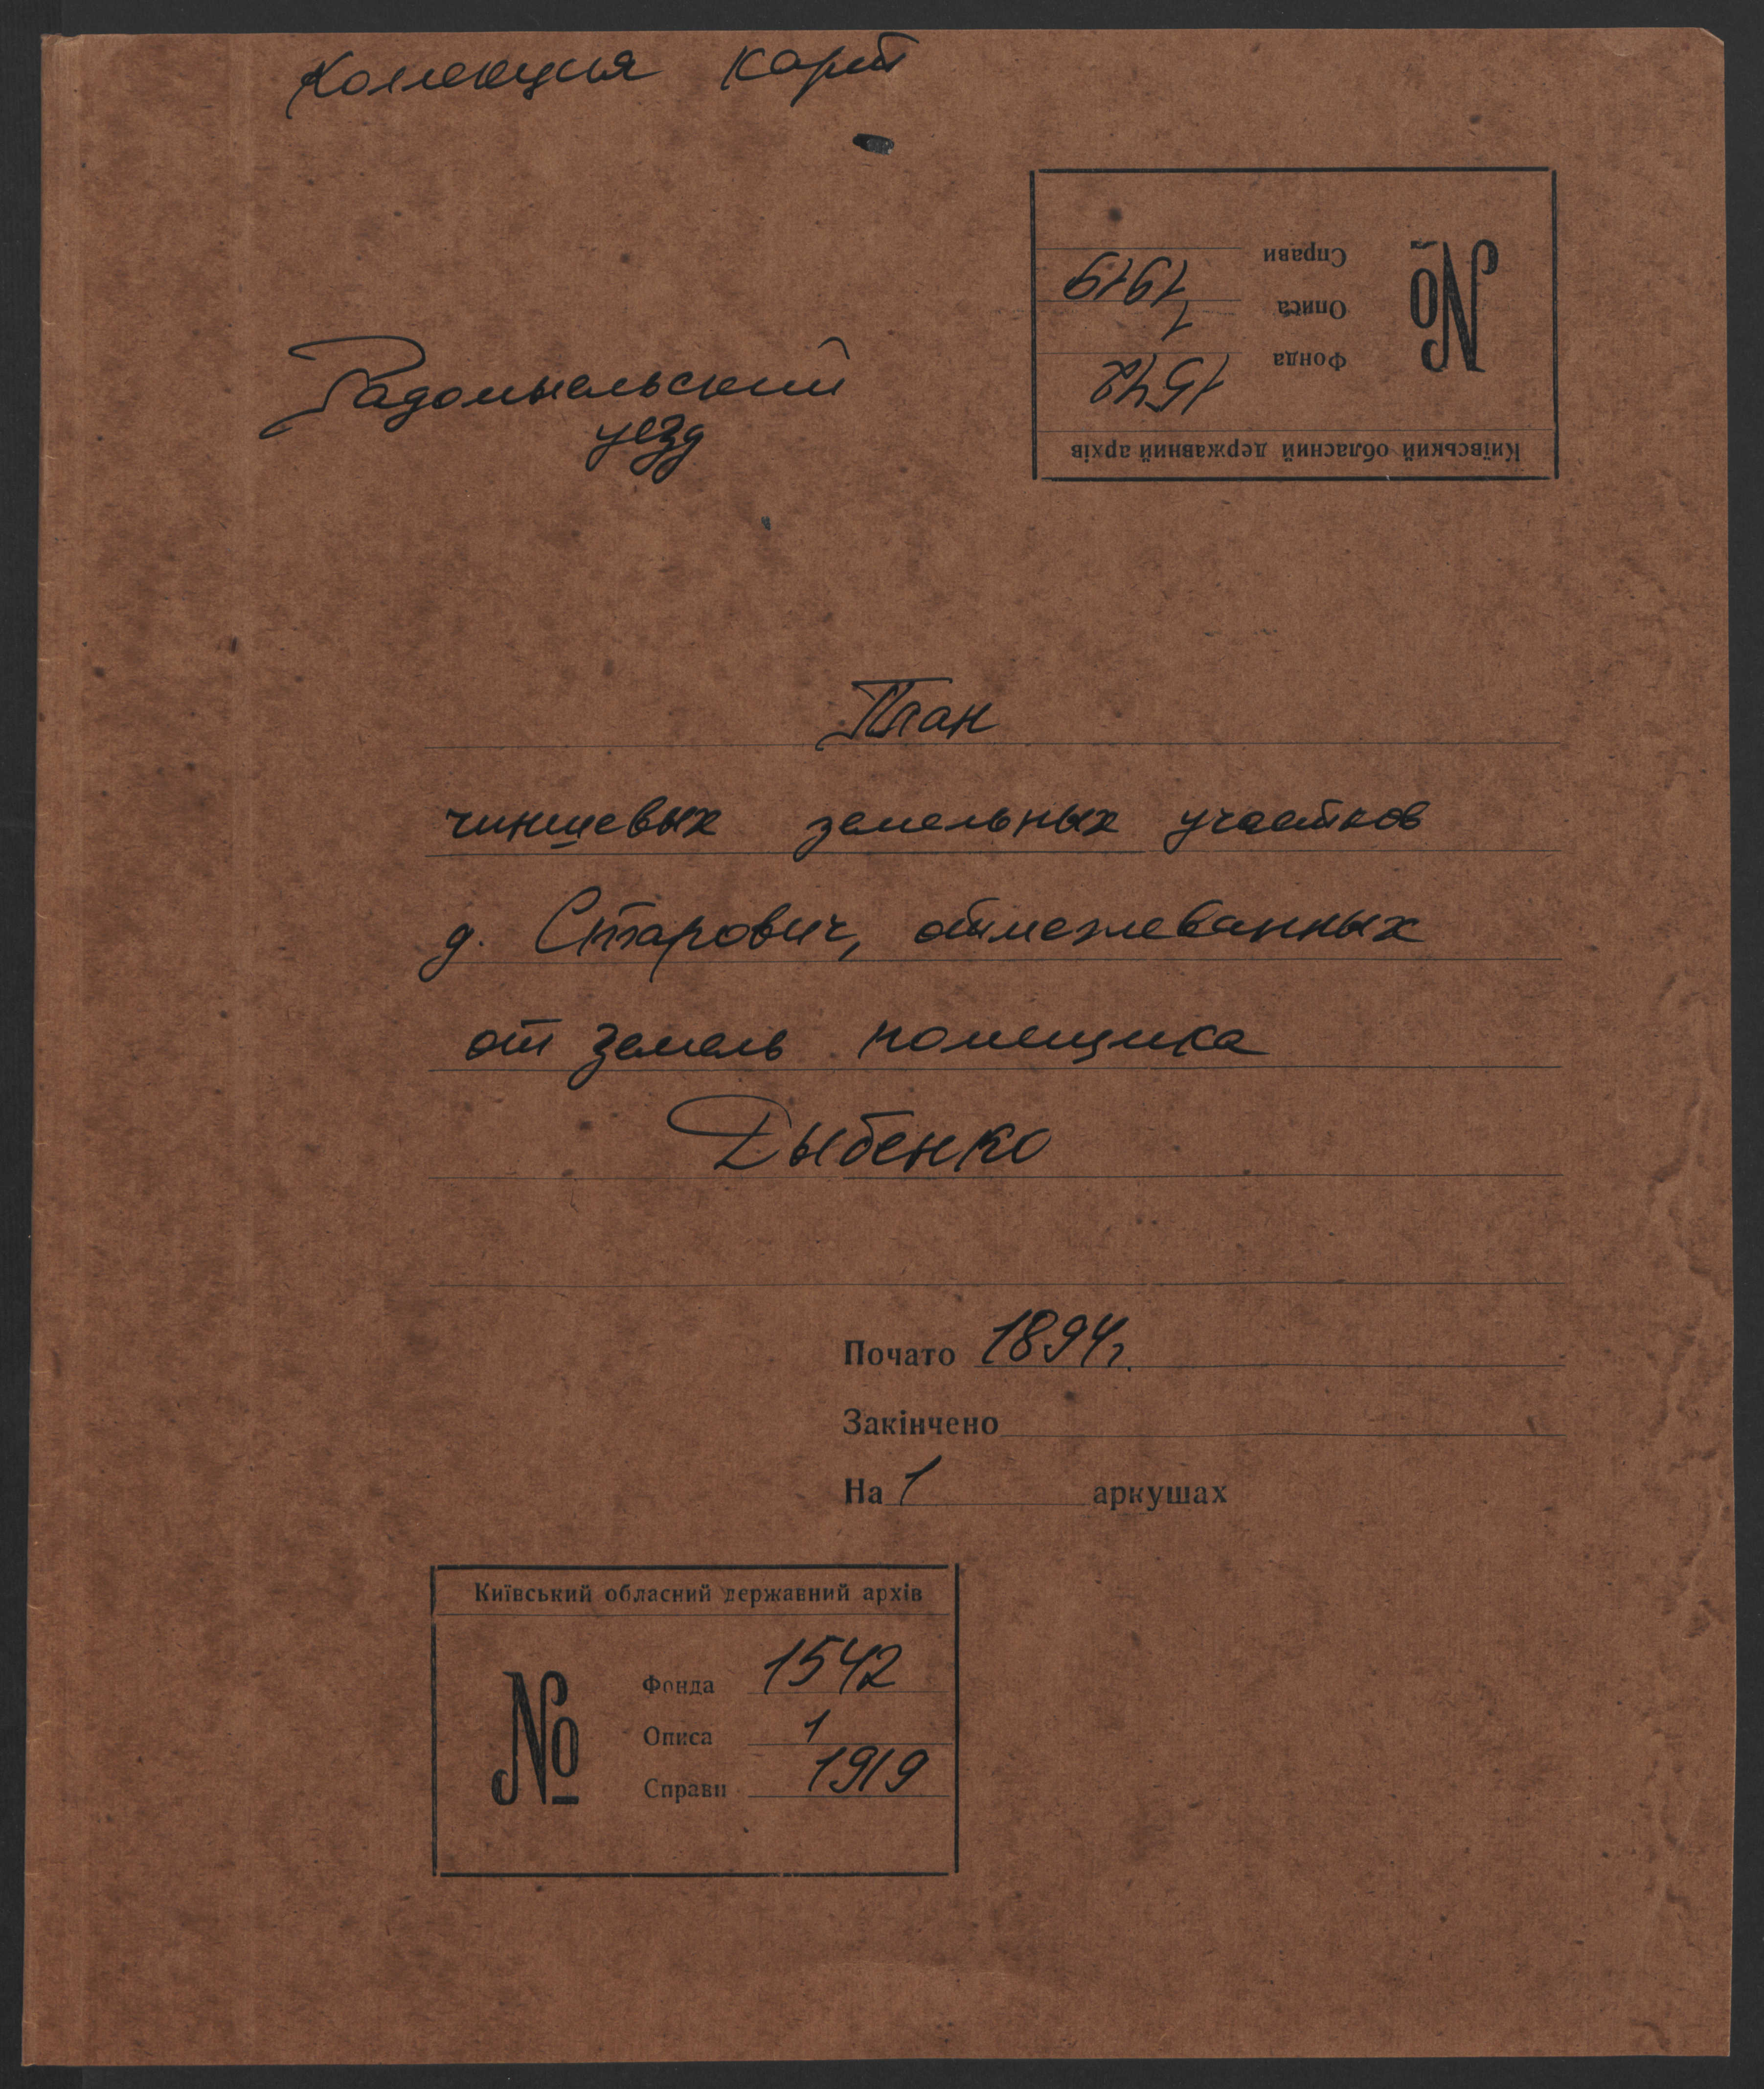 Коллекция карт
Київський обласний державний архів
№
Фонда 1542
Описа 1
Справи 1919
Радомысльский
уезд
План
чиншевых земельных участков
д. Старович, отмежеванных
от земель помещика
Дыбенко
Почато 1894г.
Закінчено
На 1 аркушах
Київський обласний державний архів
№
Фонда 1542
Описа 1
Справи 1919